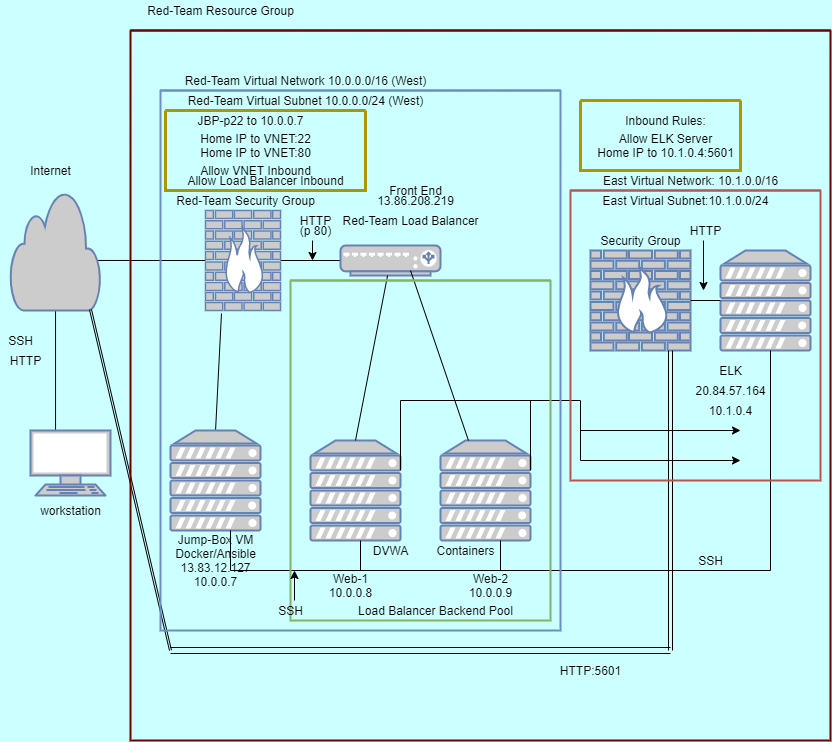 Red-Team Resource Group
Red-Team Virtual Network 10.0.0.0/16 (West)
Red-Team Virtual Subnet 10.0.0.0/24 (West)
JBP-p22 to 10.0.0.7
Home IP to VNET:22
Home IP to VNET:80
Allow VNET Inbound
Allow Load Balancer Inbound
Red-Team Security Group
Internet
HTTP
(p 80)
Front End
13.86.208.219
Red-Team Load Balancer
Inbound Rules:
Allow ELK Server
Home IP to 10.1.0.4:5601
East Virtual Network: 10.1.0.0/16
East Virtual Subnet:10.1.0.0/24
Security Group
HTTP
SSH
HTTP
ELK
20.84.57.164
10.1.0.4
workstation
Jump-Box VM
Docker/Ansible
13.83.12.127
10.0.0.7
DVWA
Containers
Web-1
10.0.0.8
Web-2
10.0.0.9
SSH
SSH
Load Balancer Backend Pool
HTTP:5601